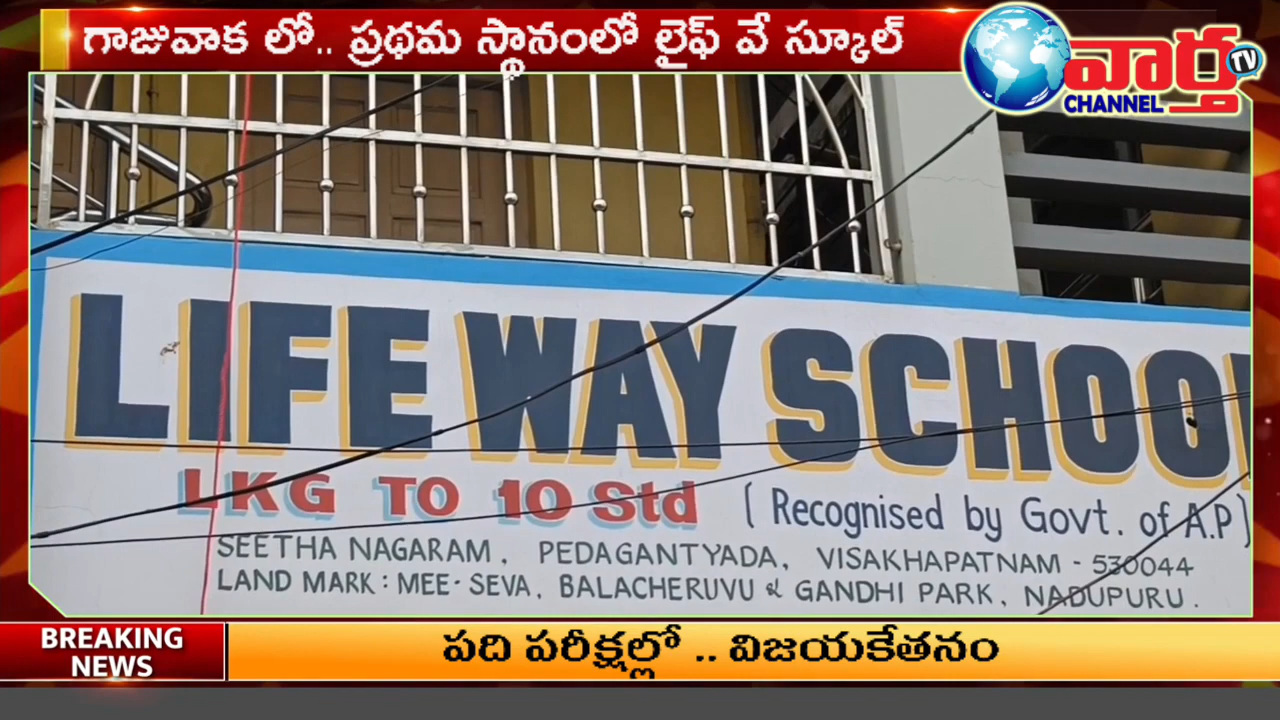 గాజువాక లో.. ప్రథమ స్థానంలో లైఫ్ వే స్కూల్
వార్త TV
CHANNEL
LIFE WAY SCHOOL
LKG TO 10 Std ( Recognised by Govt. of A.P)
SEETHA NAGARAM, PEDAGANTYADA, VISAKHAPATNAM - 530044
LAND MARK : MEE - SEVA, BALACHERUVU & GANDHI PARK, NADUPURU.
BREAKING NEWS
పది పరీక్షల్లో .. విజయకేతనం